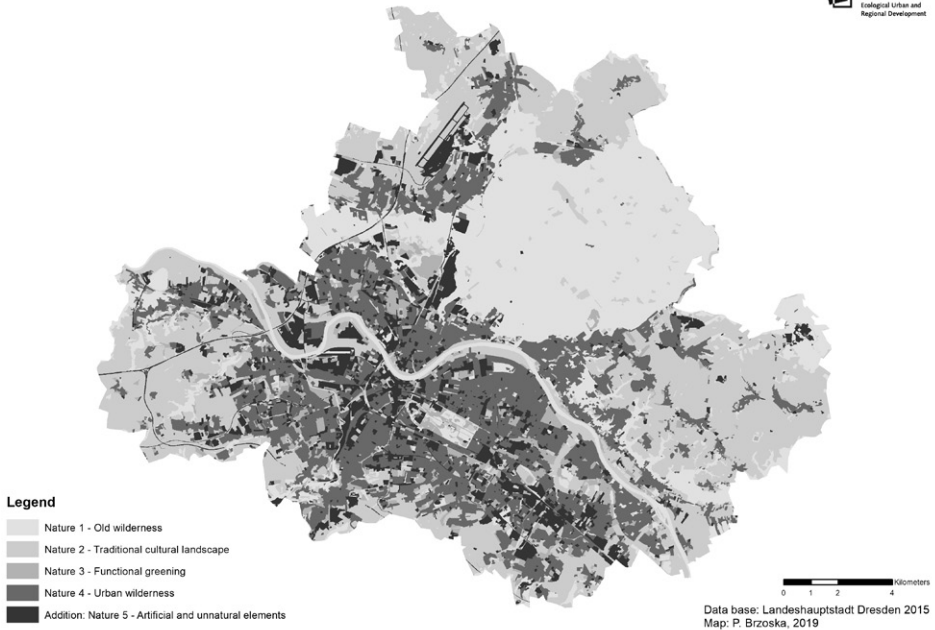 Ecological Urban and
Regional Development
Legend
Nature 1 - Old wilderness
Nature 2 - Traditional cultural landscape
Nature 3 - Functional greening
Nature 4 - Urban wilderness
Addition: Nature 5 - Artificial and unnatural elements
Kilometers
0 1 2 4
Data base: Landeshauptstadt Dresden 2015
Map: P. Brzoska, 2019